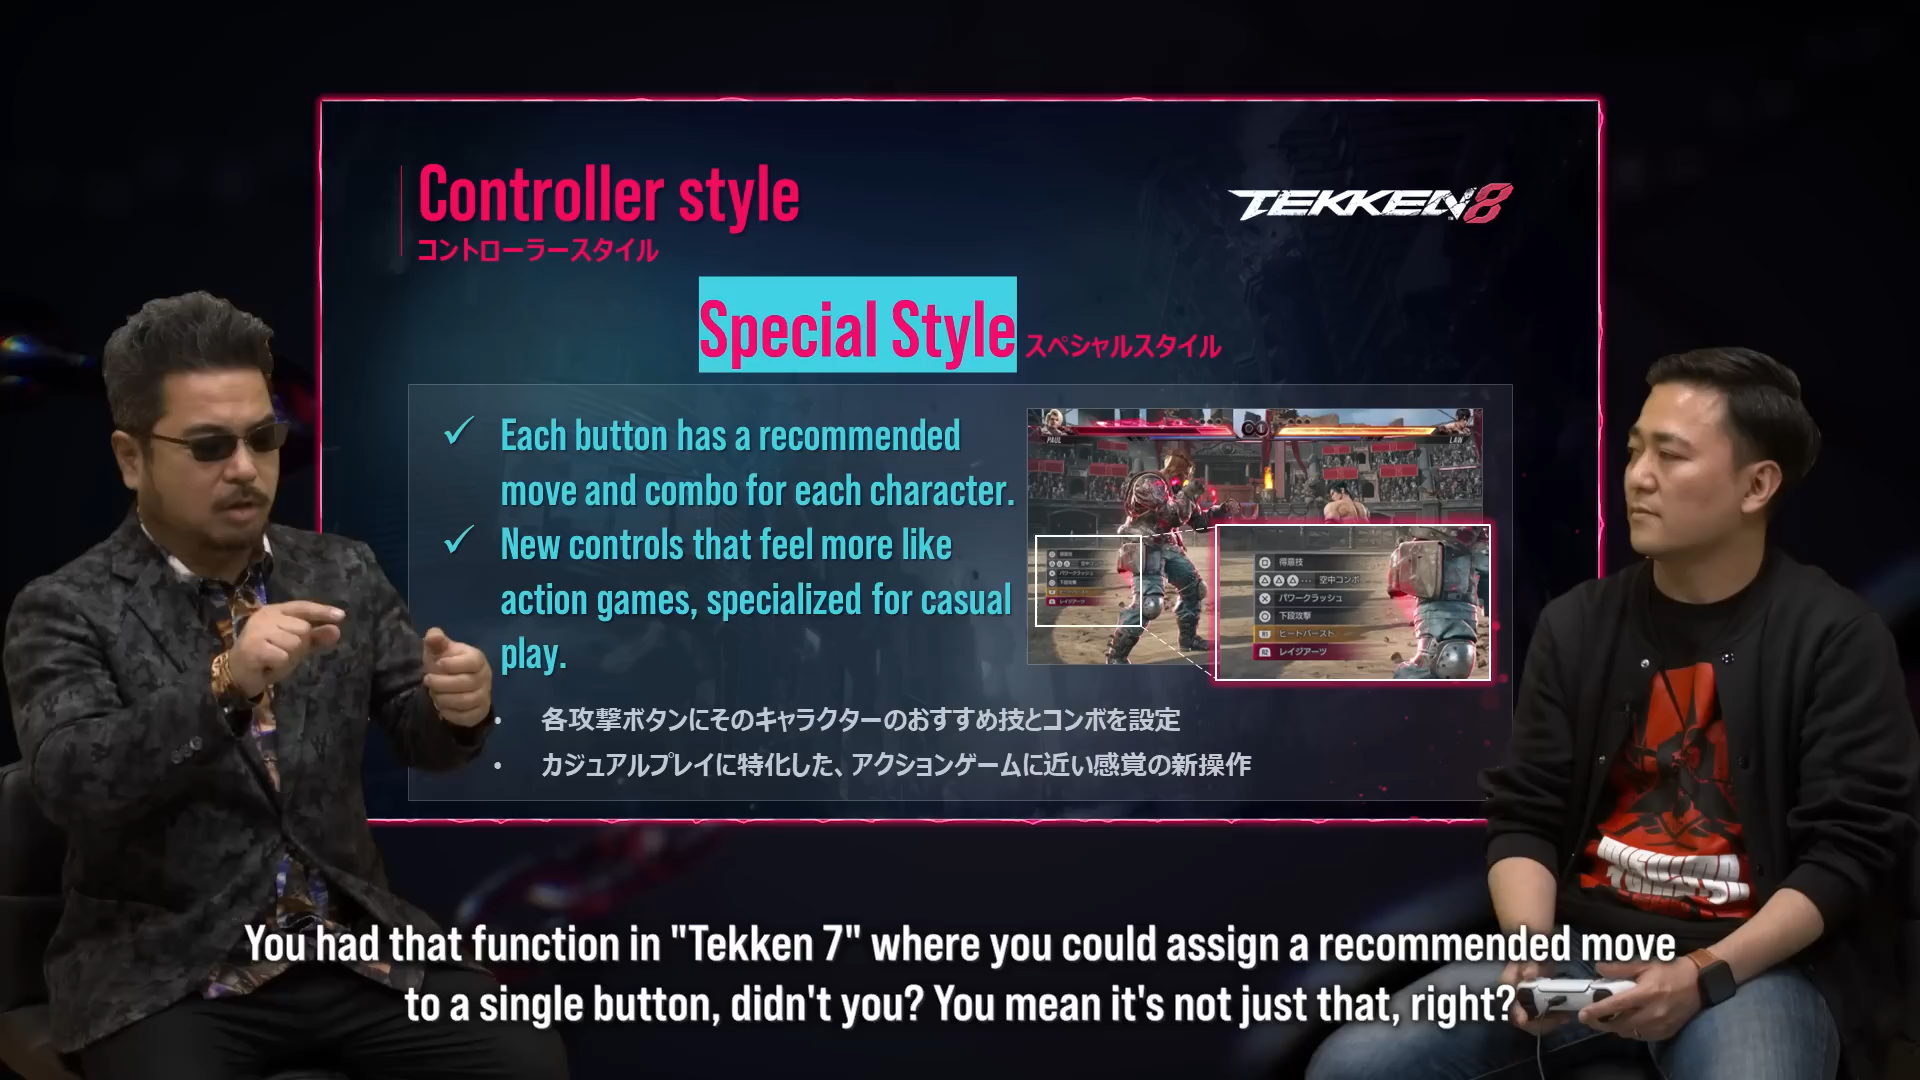 Controller style
コントローラースタイル
TEKKEN 8
Special Style スペシャルスタイル
✓ Each button has a recommended
move and combo for each character.
✓ New controls that feel more like
action games, specialized for casual
play.
PAUL
LAW
得意技
空中コンボ
パワークラッシュ
下段攻撃
R1 ヒートバースト
R2 レイジアーツ
• 各攻撃ボタンにそのキャラクターのおすすめ技とコンボを設定
• カジュアルプレイに特化した、アクションゲームに近い感覚の新操作
You had that function in "Tekken 7" where you could assign a recommended move
to a single button, didn't you? You mean it's not just that, right?